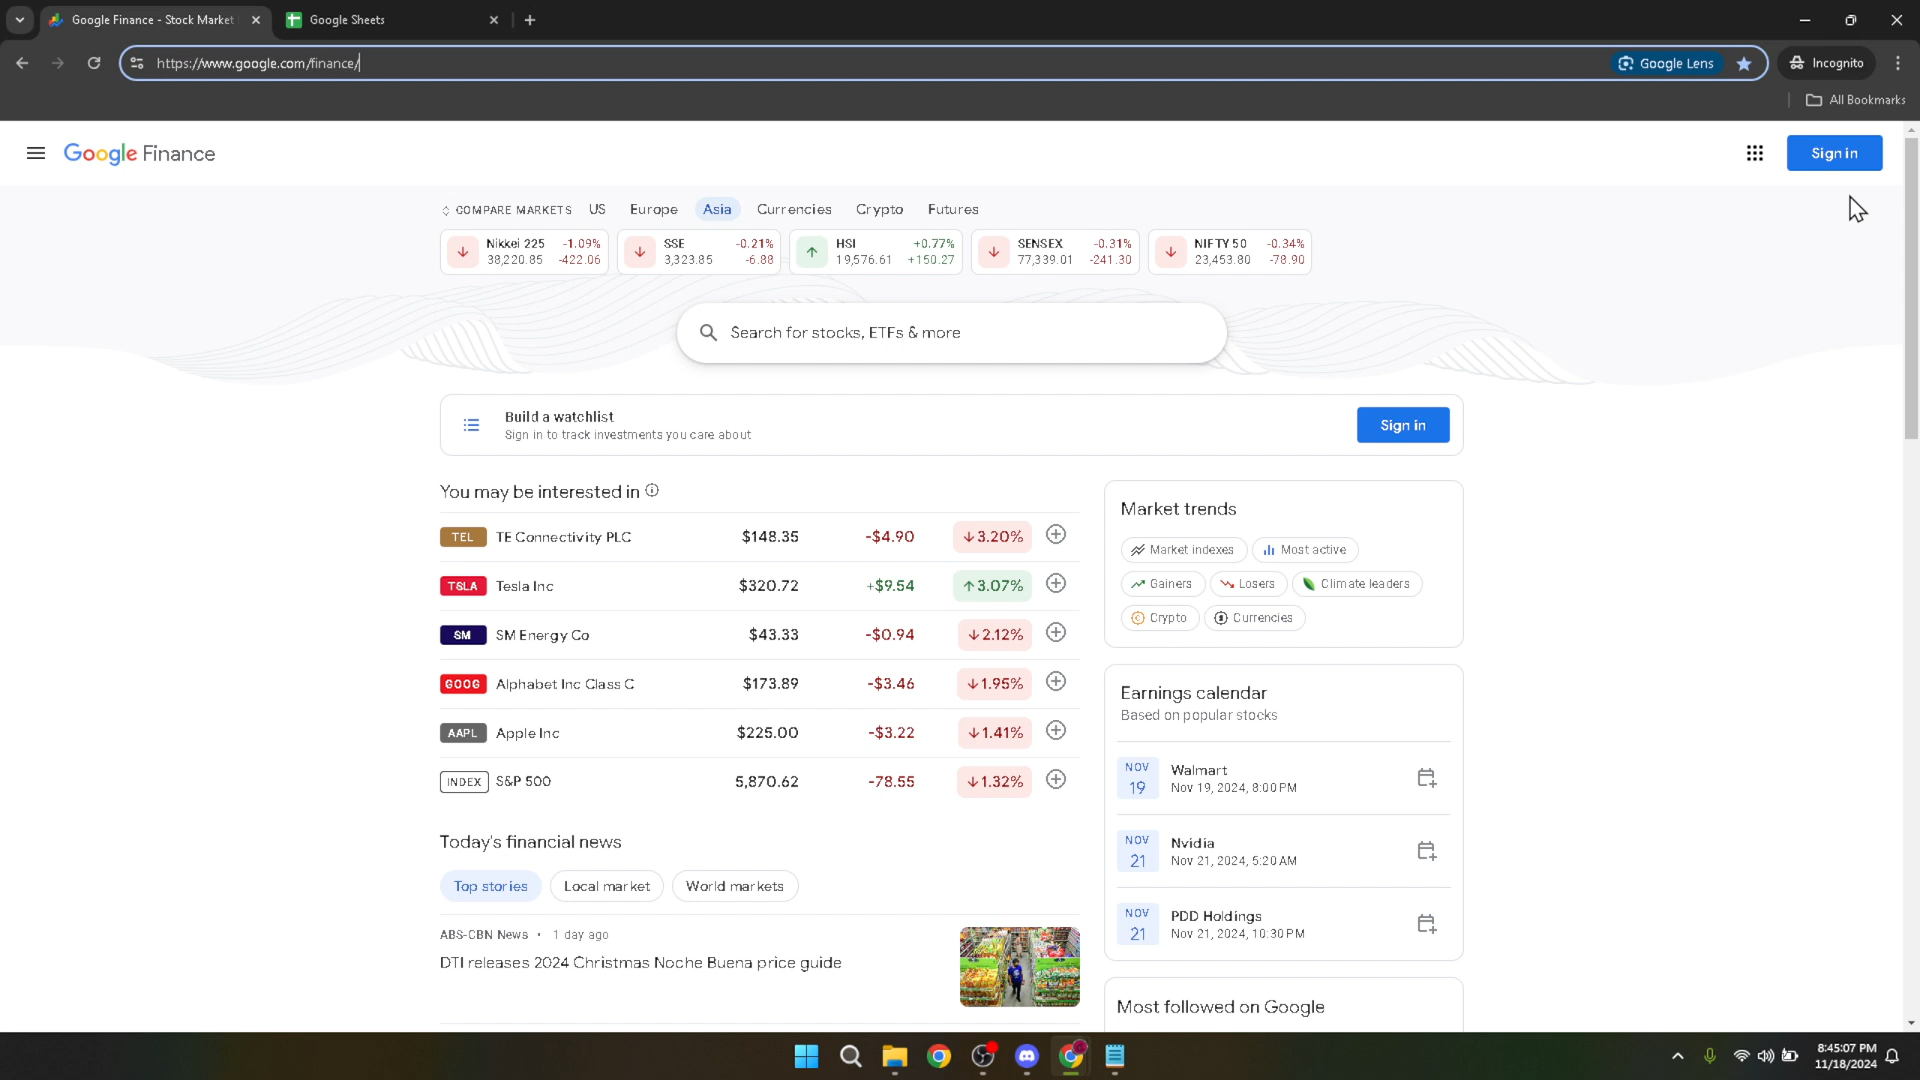 Google Finance - Stock Market
Google Sheets
https://www.google.com/finance/
Google Lens
Incognito
All Bookmarks
Google Finance
Sign in
COMPARE MARKETS US Europe Asia Currencies Crypto Futures
Nikkei 225 -1.09%
38,220.85 -422.06
SSE -0.21%
3,323.85 -6.88
HSI +0.77%
19,576.61 +150.27
SENSEX -0.31%
77,339.01 -241.30
NIFTY 50 -0.34%
23,453.80 -78.90
Search for stocks, ETFs & more
Build a watchlist
Sign in to track investments you care about
Sign in
You may be interested in
TEL TE Connectivity PLC $148.35 -$4.90 3.20%
TSLA Tesla Inc $320.72 +$9.54 3.07%
SM SM Energy Co $43.33 -$0.94 2.12%
GOOG Alphabet Inc Class C $173.89 -$3.46 1.95%
AAPL Apple Inc $225.00 -$3.22 1.41%
INDEX S&P 500 5,870.62 -78.55 1.32%
Today's financial news
Top stories Local market World markets
ABS-CBN News • 1 day ago
DTI releases 2024 Christmas Noche Buena price guide
Market trends
Market indexes Most active
Gainers Losers Climate leaders
Crypto Currencies
Earnings calendar
Based on popular stocks
NOV
19
Walmart
Nov 19, 2024, 8:00 PM
NOV
21
Nvidia
Nov 21, 2024, 5:20 AM
NOV
21
PDD Holdings
Nov 21, 2024, 10:30 PM
Most followed on Google
8:45:07 PM
11/18/2024